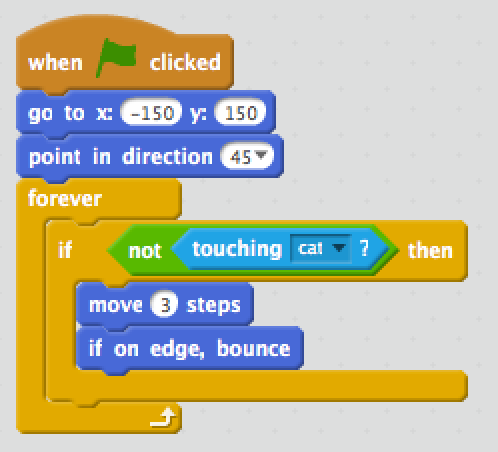 when clicked
go to x: -150 y: 150
point in direction 45
forever
if not touching cat ? then
move 3 steps
if on edge, bounce